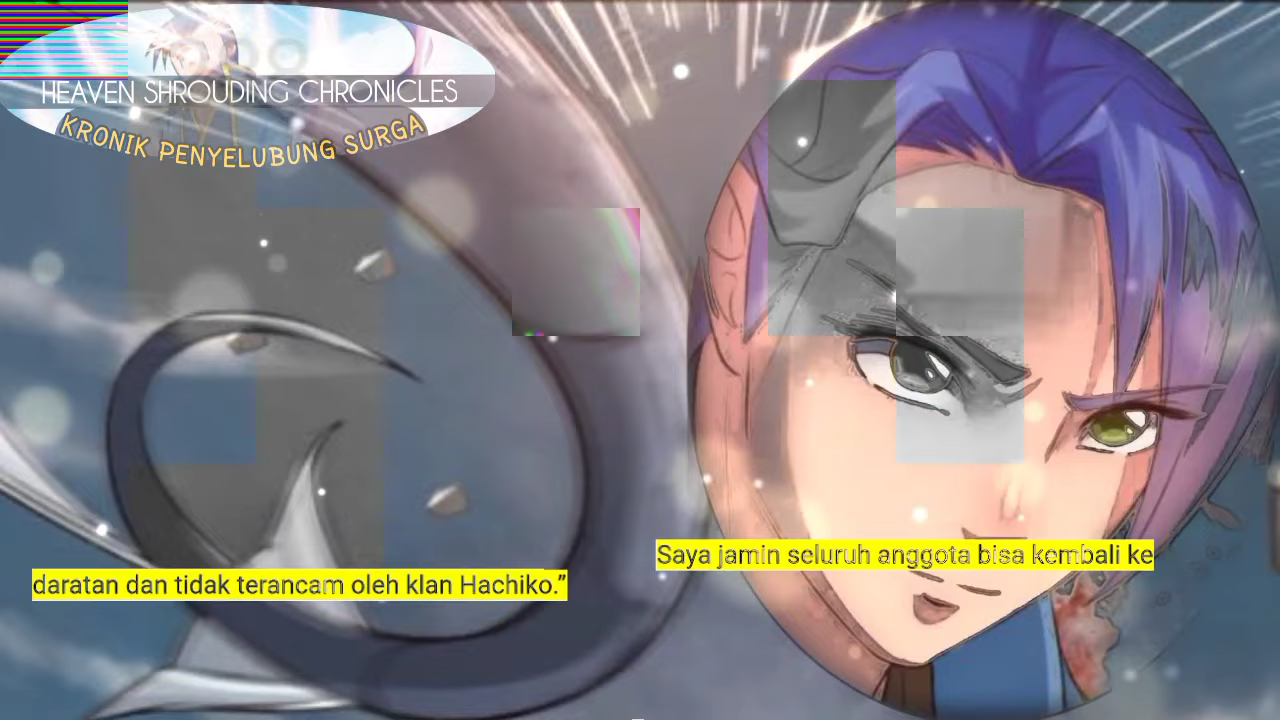 HEAVEN SHROUDING CHRONICLES
KRONIK PENYELUBUNG SURGA
Saya jamin seluruh anggota bisa kembali ke
daratan dan tidak terancam oleh klan Hachiko.”